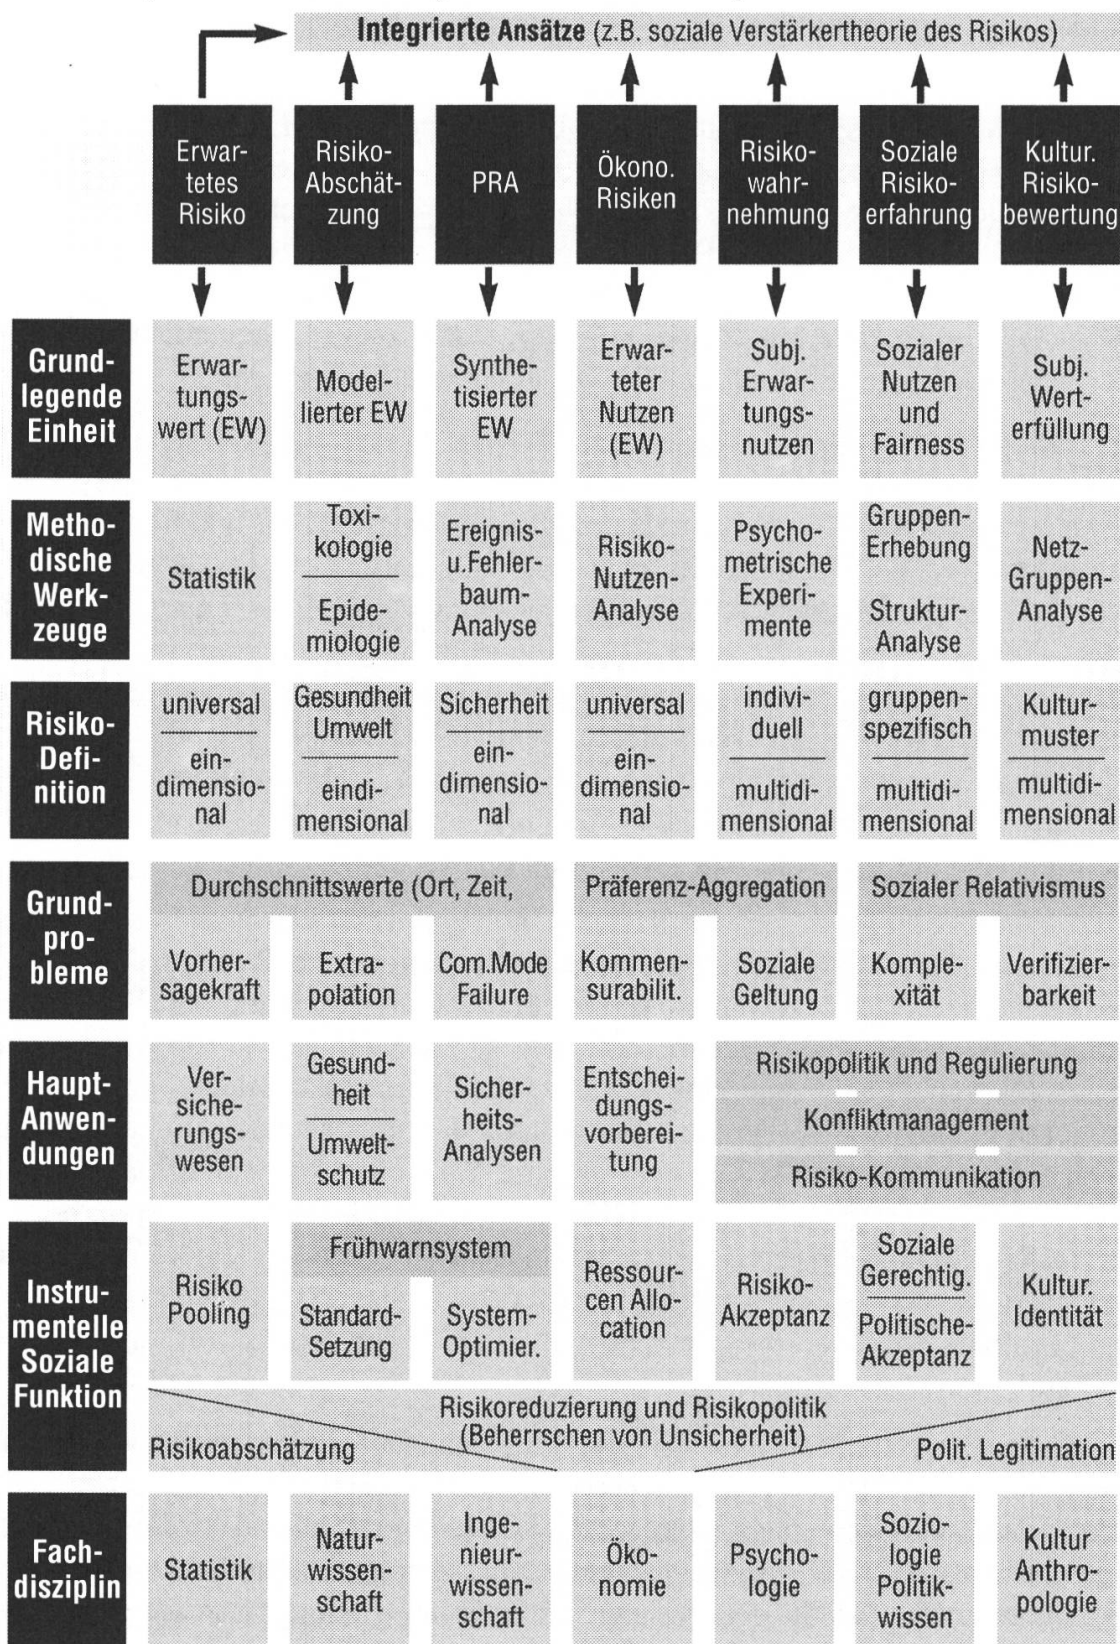 Integrierte Ansätze (z.B. soziale Verstärkertheorie des Risikos)
Erwar-
tetes
Risiko
Risiko-
Abschät-
zung
PRA
Ökono.
Risiken
Risiko-
wahr-
nehmung
Soziale
Risiko-
erfahrung
Kultur.
Risiko-
bewertung
Grund-
legende
Einheit
Erwar-
tungs-
wert (EW)
Model-
lierter EW
Synthe-
tisierter
EW
Erwar-
teter
Nutzen
(EW)
Subj.
Erwar-
tungs-
nutzen
Sozialer
Nutzen
und
Fairness
Subj.
Wert-
erfüllung
Metho-
dische
Werk-
zeuge
Statistik
Toxi-
kologie
Epide-
miologie
Ereignis-
u.Fehler-
baum-
Analyse
Risiko-
Nutzen-
Analyse
Psycho-
metrische
Experi-
mente
Gruppen-
Erhebung
Struktur-
Analyse
Netz-
Gruppen-
Analyse
Risiko-
Defi-
nition
universal
ein-
dimensio-
nal
Gesundheit
Umwelt
eindi-
mensional
Sicherheit
ein-
dimensio-
nal
universal
ein-
dimensio-
nal
indivi-
duell
multidi-
mensional
gruppen-
spezifisch
multidi-
mensional
Kultur-
muster
multidi-
mensional
Grund-
pro-
bleme
Durchschnittswerte (Ort, Zeit,
Präferenz-Aggregation
Sozialer Relativismus
Vorher-
sagekraft
Extra-
polation
Com.Mode
Failure
Kommen-
surabilit.
Soziale
Geltung
Komple-
xität
Verifizier-
barkeit
Haupt-
Anwen-
dungen
Ver-
siche-
rungs-
wesen
Gesund-
heit
Umwelt-
schutz
Sicher-
heits-
Analysen
Entschei-
dungs-
vorberei-
tung
Risikopolitik und Regulierung
Konfliktmanagement
Risiko-Kommunikation
Instru-
mentelle
Soziale
Funktion
Risiko
Pooling
Frühwarnsystem
Standard-
Setzung
System-
Optimier.
Ressour-
cen Allo-
cation
Risiko-
Akzeptanz
Soziale
Gerechtig.
Politische-
Akzeptanz
Kultur.
Identität
Risikoreduzierung und Risikopolitik
(Beherrschen von Unsicherheit)
Risikoabschätzung
Polit. Legitimation
Fach-
disziplin
Statistik
Natur-
wissen-
schaft
Inge-
nieur-
wissen-
schaft
Öko-
nomie
Psycho-
logie
Sozio-
logie
Politik-
wissen
Kultur
Anthro-
pologie